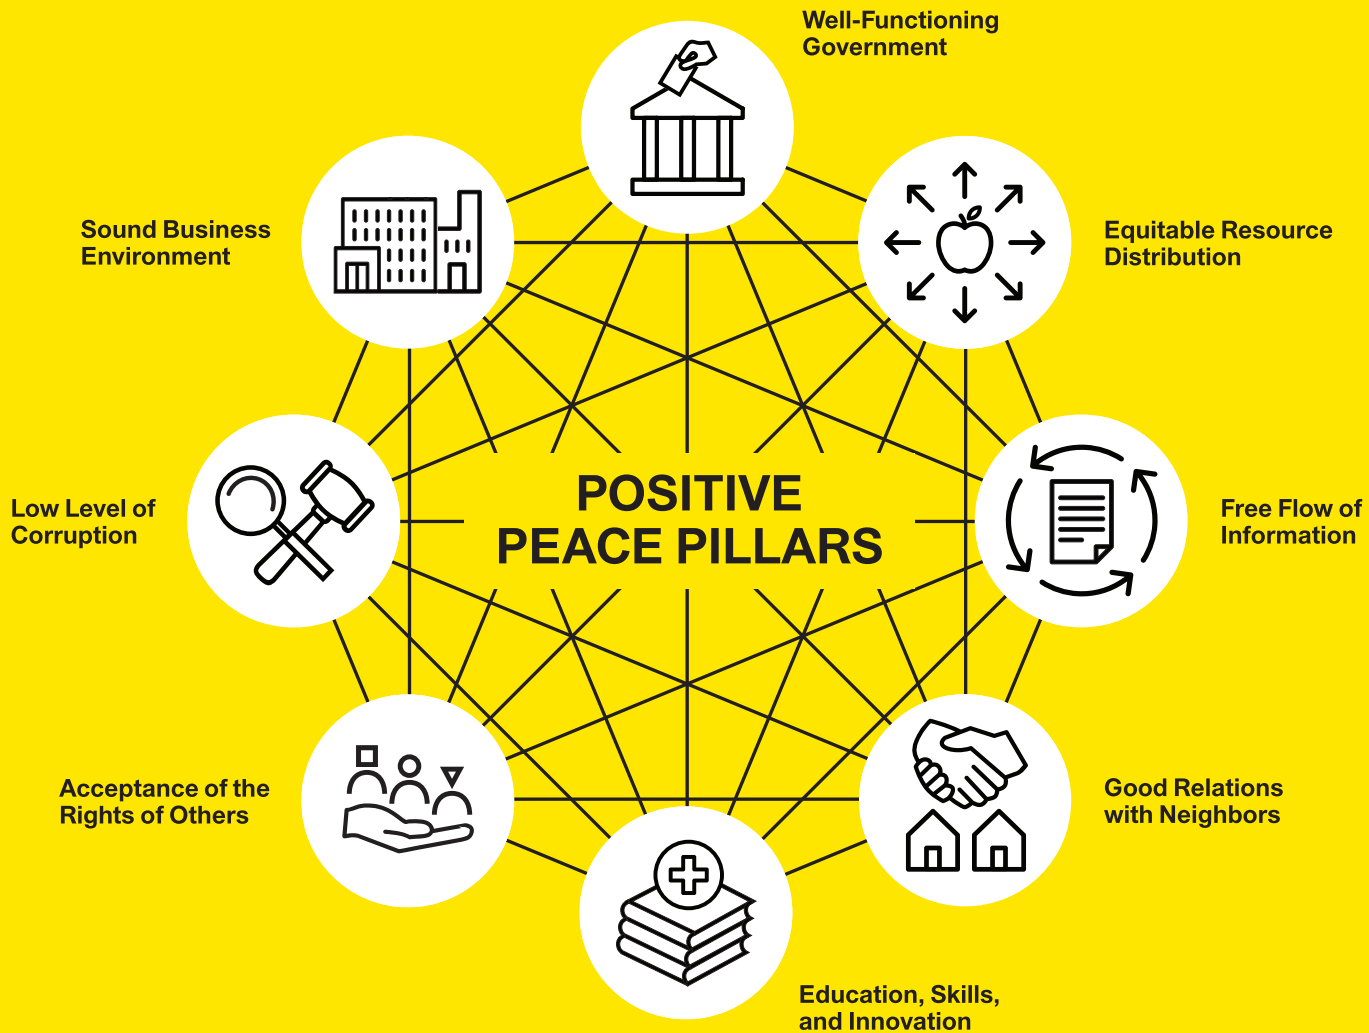 Well-Functioning
Government
Sound Business
Environment
Equitable Resource
Distribution
POSITIVE
PEACE PILLARS
Low Level of
Corruption
Free Flow of
Information
Acceptance of the
Rights of Others
Good Relations
with Neighbors
Education, Skills,
and Innovation